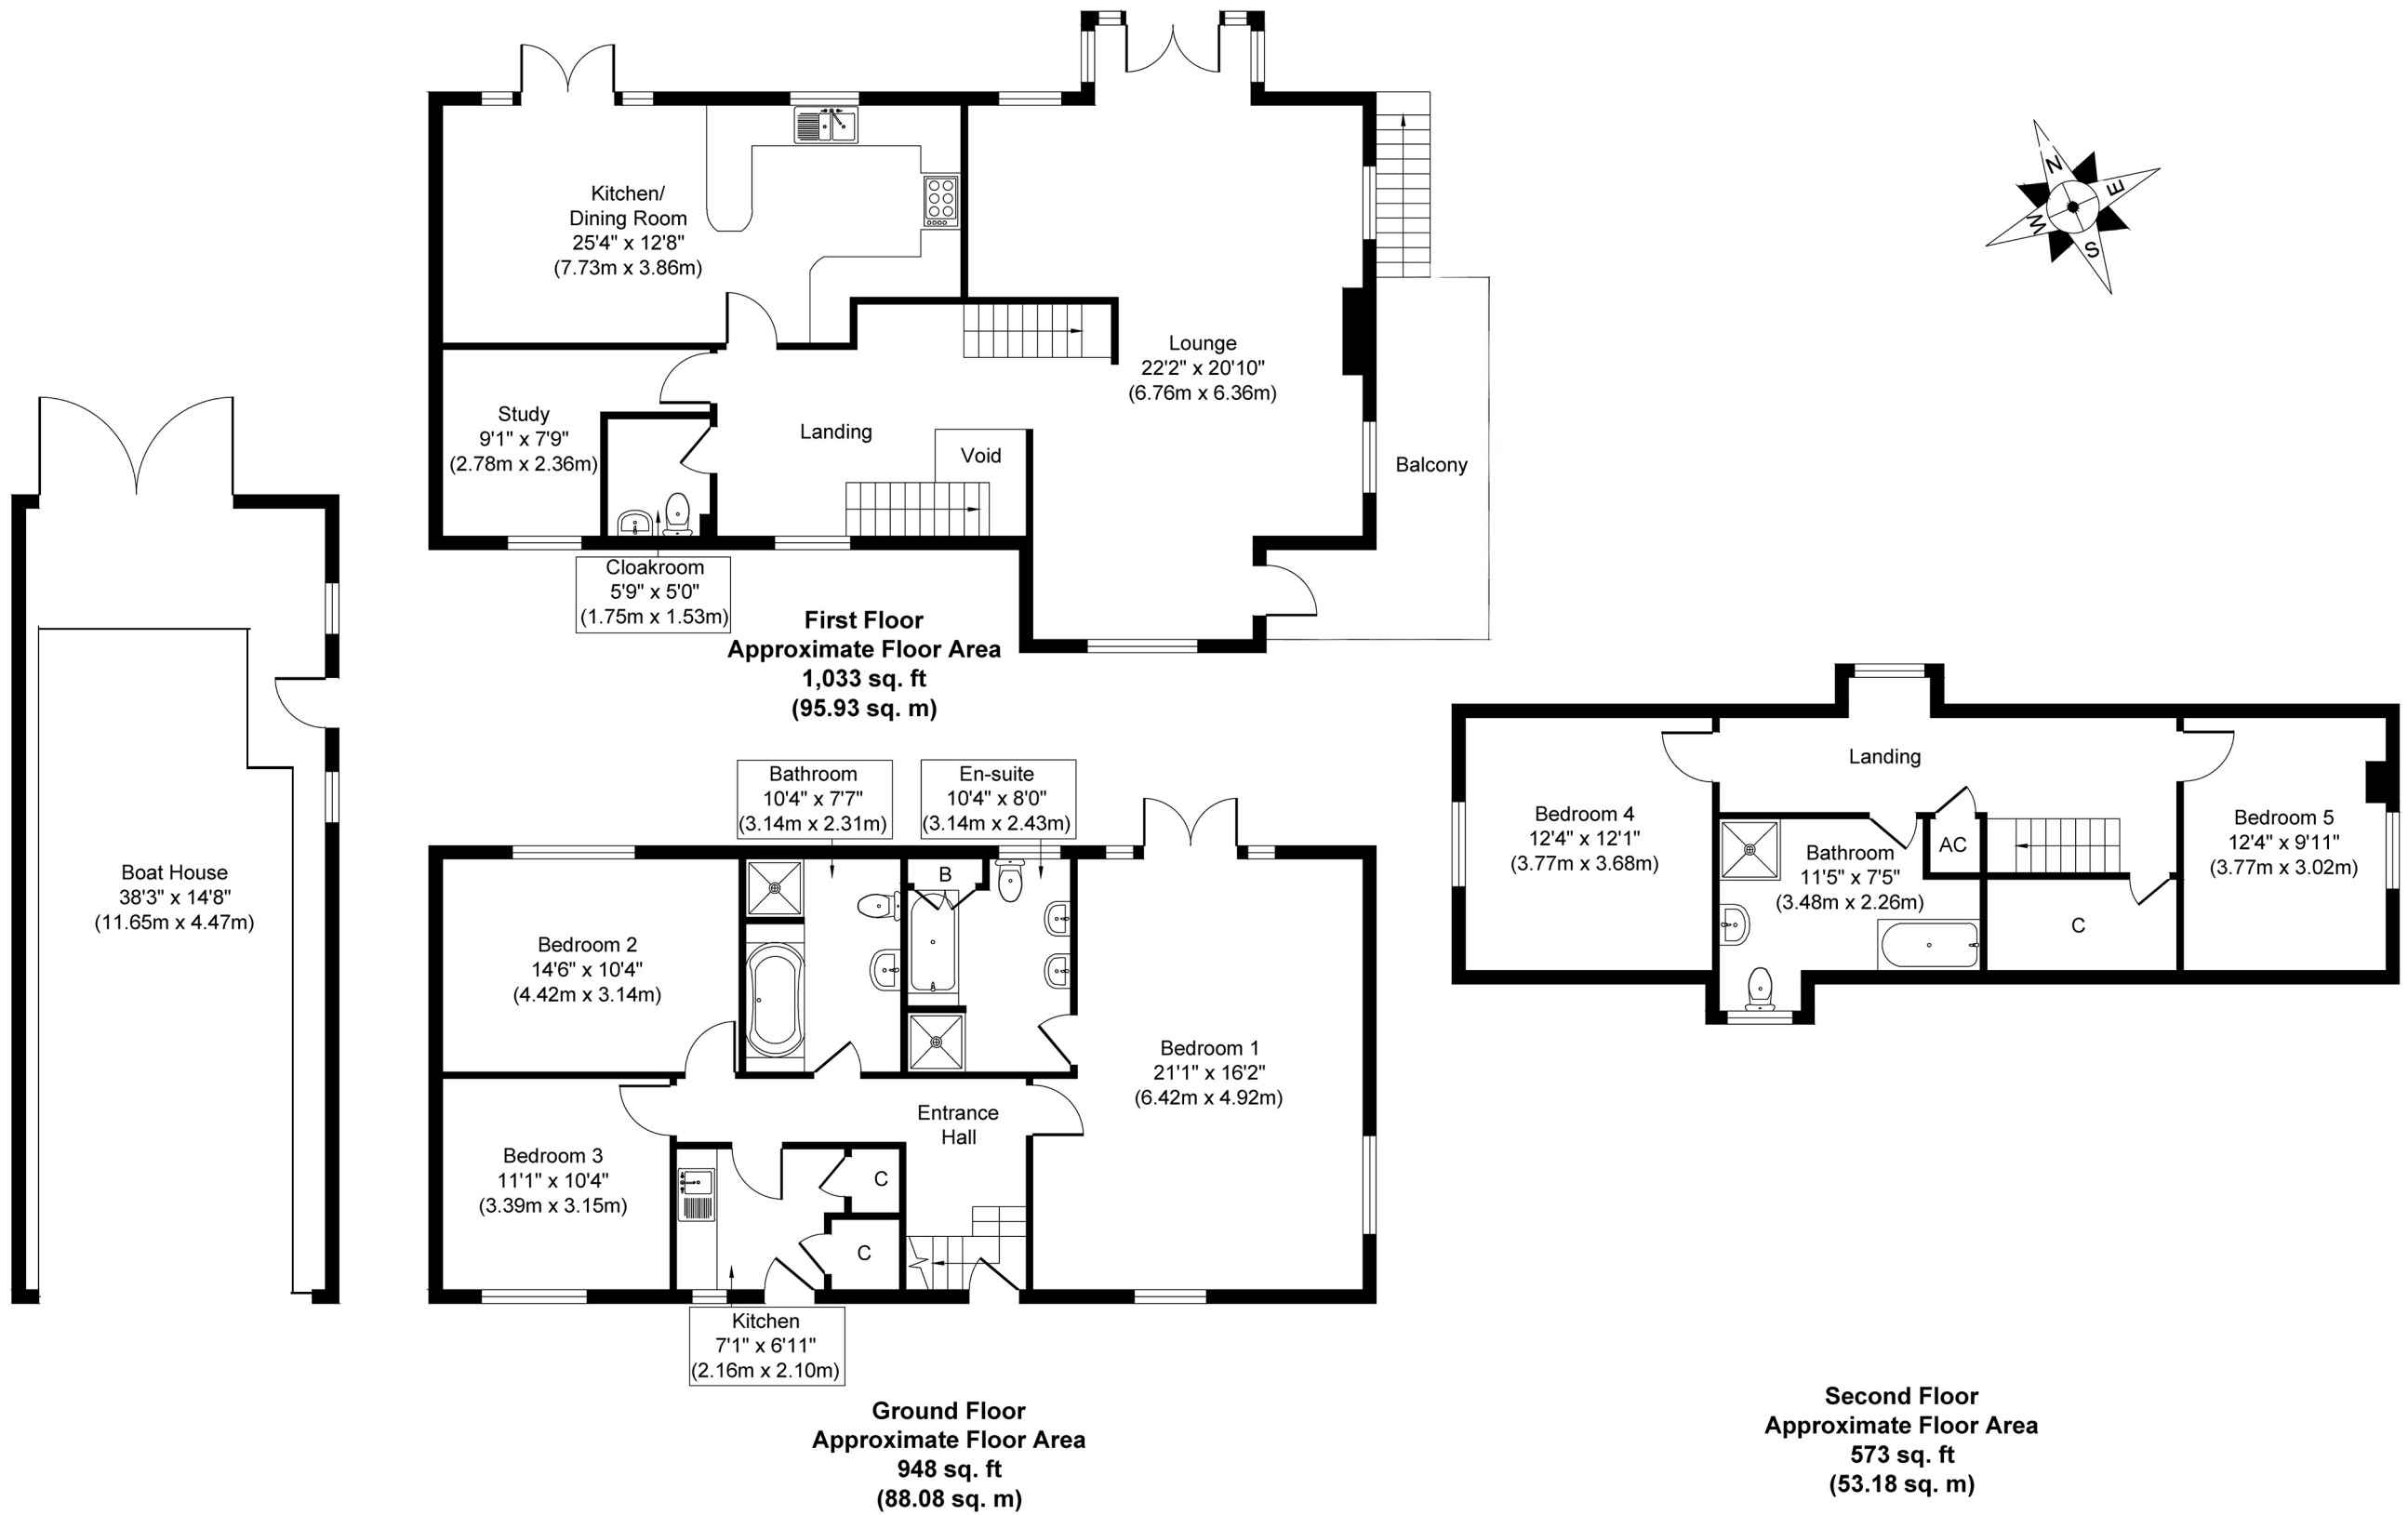 Kitchen/
Dining Room
25'4" x 12'8"
(7.73m x 3.86m)
Lounge
22'2" x 20'10"
(6.76m x 6.36m)
Study
9'1" x 7'9"
(2.78m x 2.36m)
Landing
Void
Balcony
Cloakroom
5'9" x 5'0"
(1.75m x 1.53m)
First Floor
Approximate Floor Area
1,033 sq. ft
(95.93 sq. m)
N
E
S
W
Boat House
38'3" x 14'8"
(11.65m x 4.47m)
Bathroom
10'4" x 7'7"
(3.14m x 2.31m)
En-suite
10'4" x 8'0"
(3.14m x 2.43m)
B
Bedroom 2
14'6" x 10'4"
(4.42m x 3.14m)
Bedroom 1
21'1" x 16'2"
(6.42m x 4.92m)
Entrance
Hall
Bedroom 3
11'1" x 10'4"
(3.39m x 3.15m)
C
C
Kitchen
7'1" x 6'11"
(2.16m x 2.10m)
Ground Floor
Approximate Floor Area
948 sq. ft
(88.08 sq. m)
Landing
Bedroom 4
12'4" x 12'1"
(3.77m x 3.68m)
Bathroom
11'5" x 7'5"
(3.48m x 2.26m)
AC
C
Bedroom 5
12'4" x 9'11"
(3.77m x 3.02m)
Second Floor
Approximate Floor Area
573 sq. ft
(53.18 sq. m)